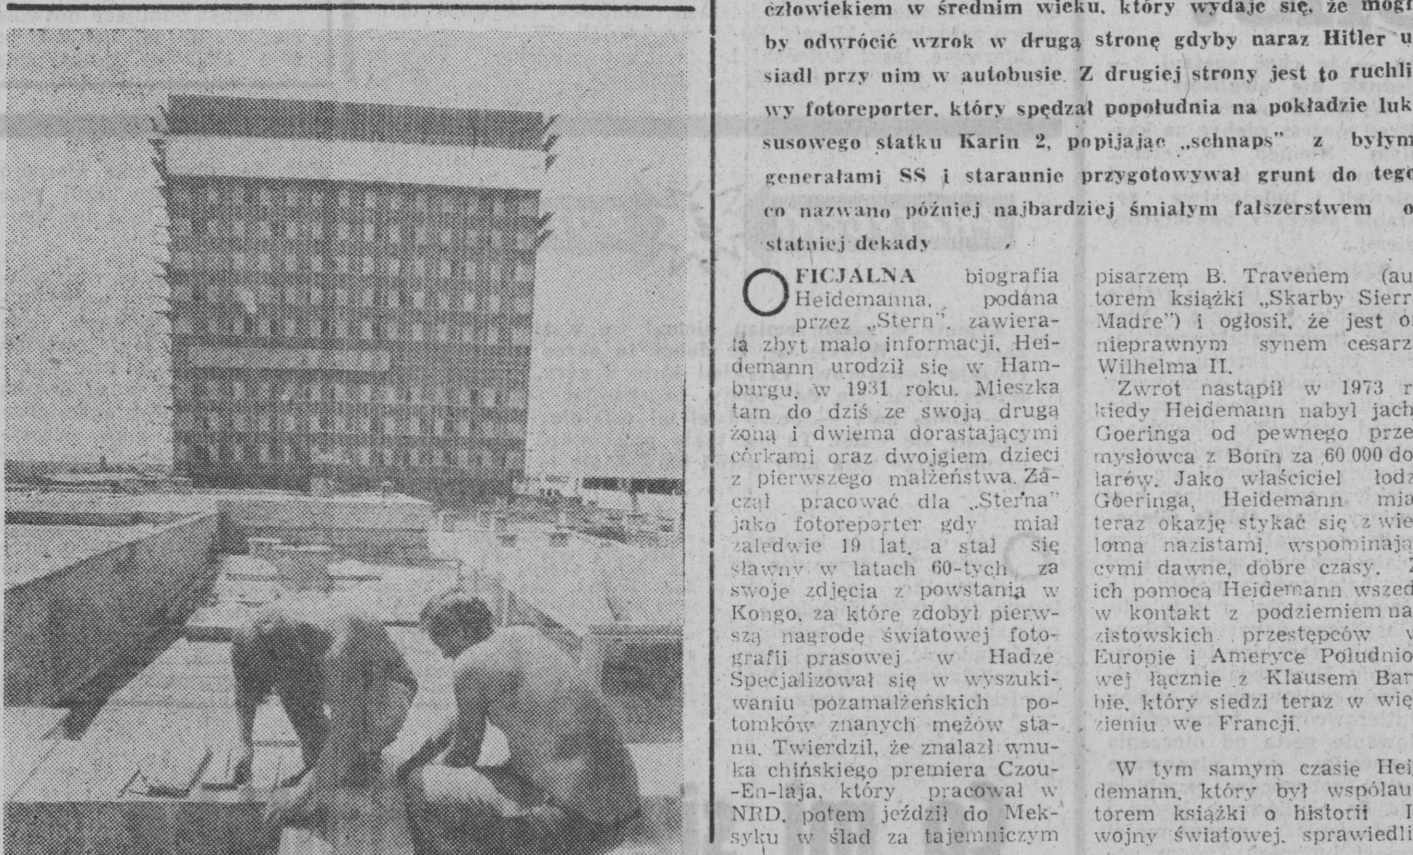 człowiekiem w średnim wieku, który wydaje się, że mógł
by odwrócić wzrok w drugą stronę gdyby naraz Hitler u
siadł przy nim w autobusie. Z drugiej strony jest to ruchli
wy fotoreporter, który spędzał popołudnia na pokładzie luk
susowego statku Karin 2, popijając „schnaps" z byłym
generałami SS i starannie przygotowywał grunt do tego
co nazwano później najbardziej śmiałym fałszerstwem o
statniej dekady
OFICJALNA biografia
Heidemanna, podana
przez „Stern", zawiera-
ła zbyt mało informacji. Hei-
demann urodził się w Ham-
burgu, w 1931 roku. Mieszka
tam do dziś ze swoją drugą
żoną i dwiema dorastającymi
córkami oraz dwojgiem dzieci
z pierwszego małżeństwa. Za-
czął pracować dla „Sterna"
jako fotoreporter gdy miał
zaledwie 19 lat, a stał się
sławny w latach 60-tych za
swoje zdjęcia z powstania w
Kongo, za które zdobył pierw-
szą nagrodę światowej foto-
grafii prasowej w Hadze
Specjalizował się w wyszuki-
waniu pozamałżeńskich po-
tomków znanych mężów sta-
nu. Twierdził, że znalazł wnu-
ka chińskiego premiera Czou-
-En-laja, który pracował w
NRD, potem jeździł do Mek-
syku w ślad za tajemniczym
pisarzem B. Travenem (au
torem książki „Skarby Sierr
Madre") i ogłosił, że jest o
nieprawnym synem cesarz
Wilhelma II.
Zwrot nastąpił w 1973 r
kiedy Heidemann nabył jach
Goeringa od pewnego prze
mysłowca z Bonn za 60 000 do
larów. Jako właściciel łodz
Goeringa, Heidemann mia
teraz okazję stykać się z wie
loma nazistami, wspominają
cymi dawne, dobre czasy. Z
ich pomocą Heidemann wszed
w kontakt z podziemiem na
zistowskich przestępców w
Europie i Ameryce Południo
wej łącznie z Klausem Bar
bie, który siedzi teraz w wię
zieniu we Francji.
W tym samym czasie Hei
demann, który był współau
torem książki o historii I
wojny światowej, sprawiedli